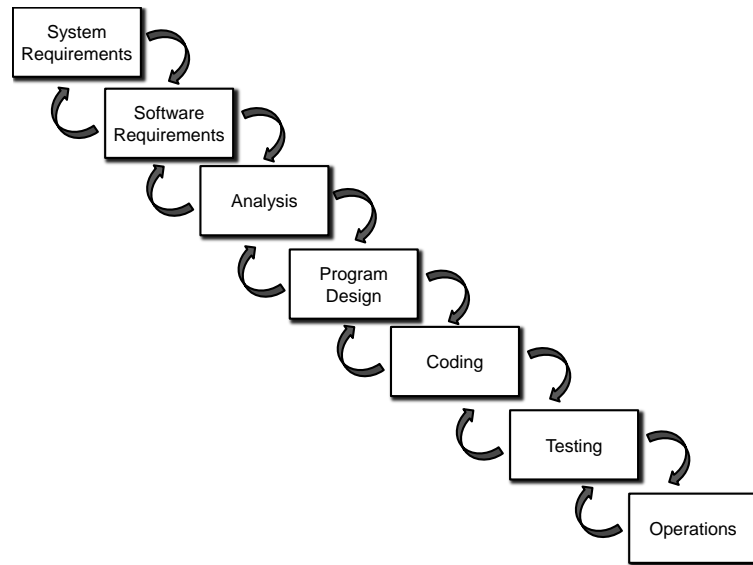 System
Requirements
Software
Requirements
Analysis
Program
Design
Coding
Testing
Operations